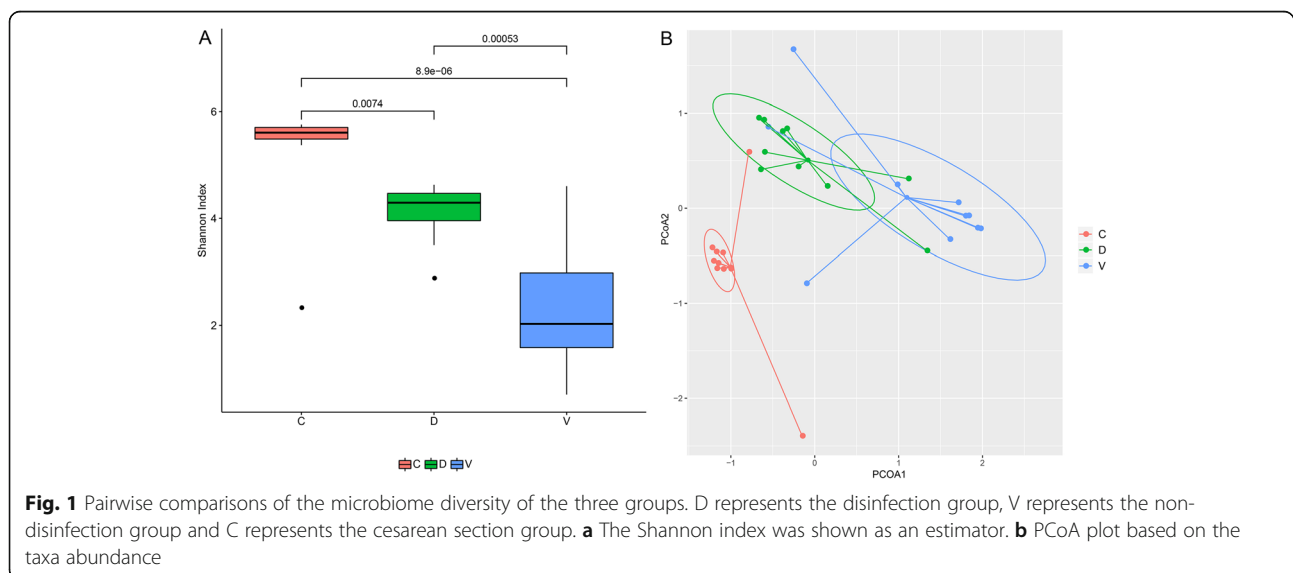 A
0.00053
8.9e-06
0.0074
6
4
2
Shannon Index
C D V
C D V
B
1
0
−1
−2
PCoA2
−1 0 1 2
PCOA1
C
D
V
Fig. 1 Pairwise comparisons of the microbiome diversity of the three groups. D represents the disinfection group, V represents the non-
disinfection group and C represents the cesarean section group. a The Shannon index was shown as an estimator. b PCoA plot based on the
taxa abundance